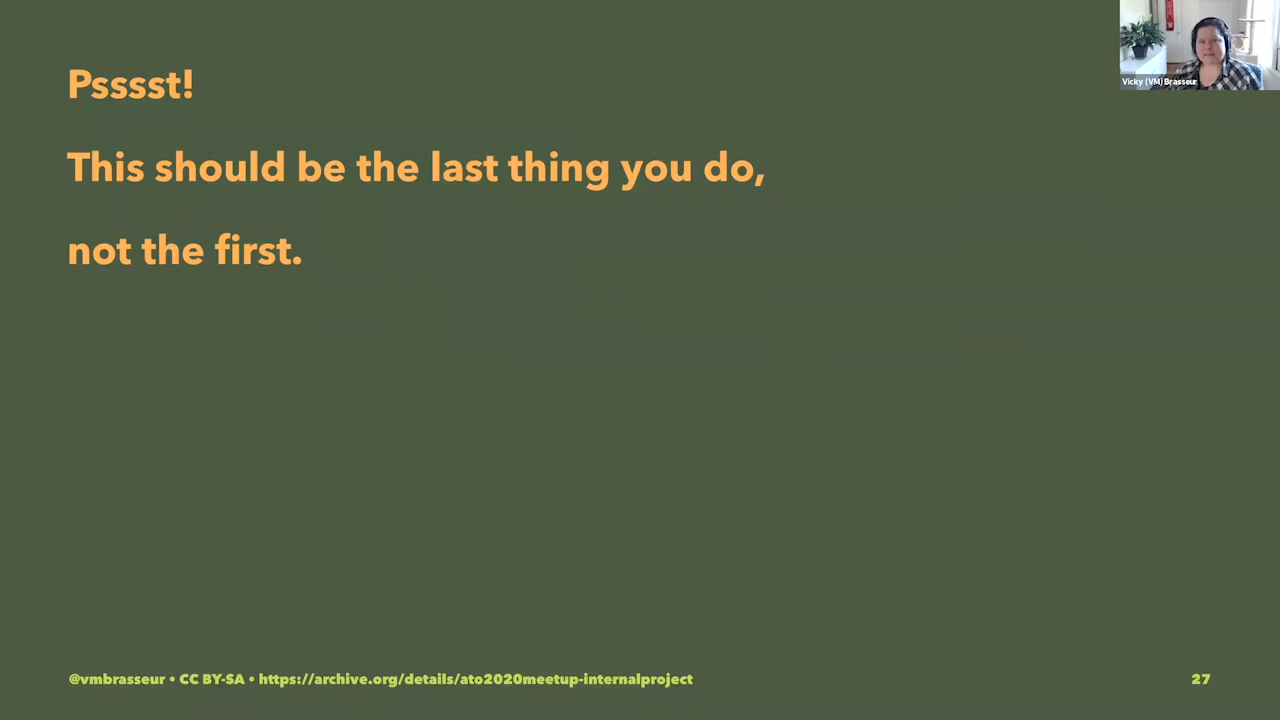 Psssst!
This should be the last thing you do,
not the first.
Vicky (VM) Brasseur
@vmbrasseur • CC BY-SA • https://archive.org/details/ato2020meetup-internalproject
27